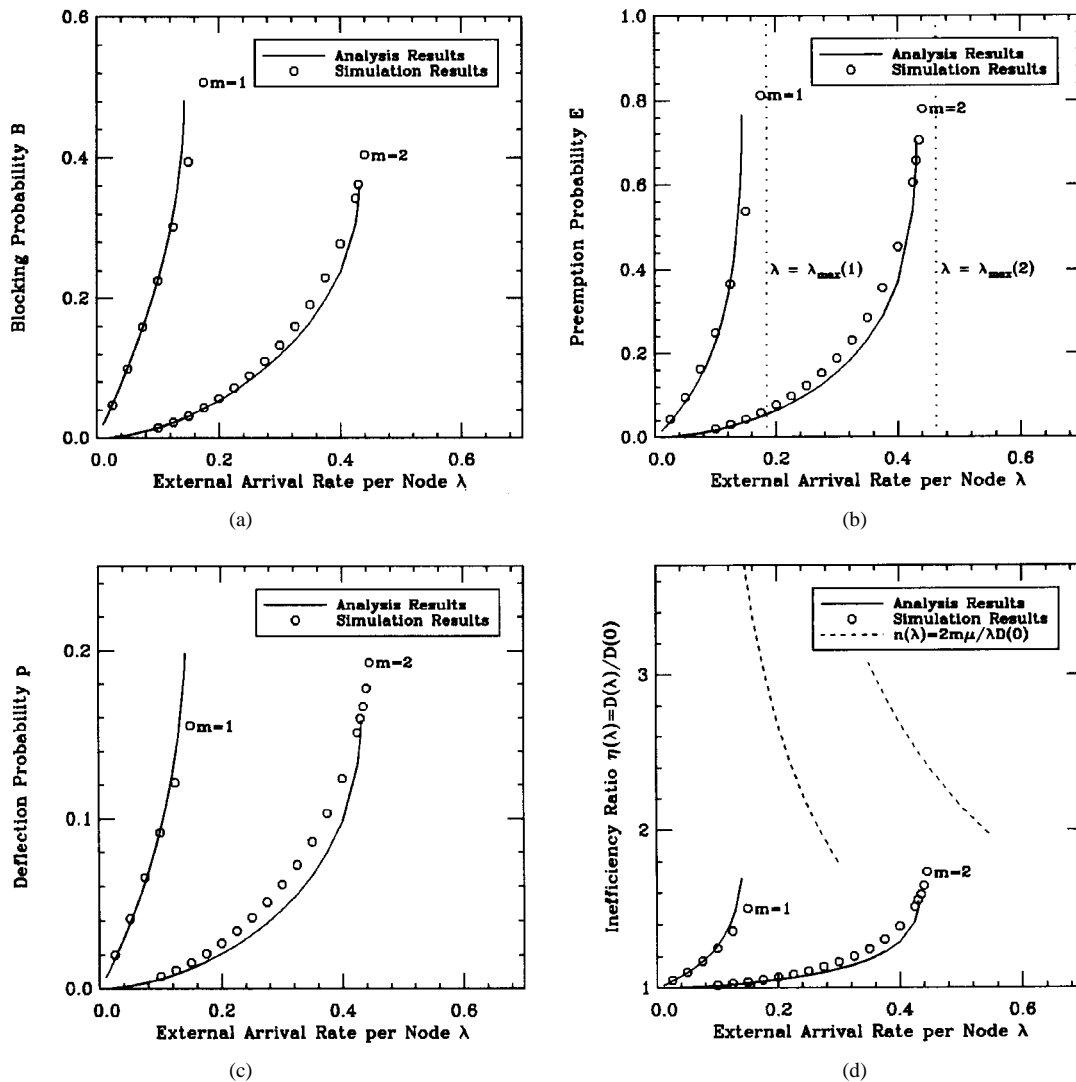 Analysis Results
Simulation Results
m=1
m=2
Blocking Probability B
0.6
0.4
0.2
0.0
0.0 0.2 0.4 0.6
External Arrival Rate per Node λ
(a)
Analysis Results
Simulation Results
m=1
m=2
λ = λmax(1)
λ = λmax(2)
Preemption Probability E
1.0
0.8
0.6
0.4
0.2
0.0
0.0 0.2 0.4 0.6
External Arrival Rate per Node λ
(b)
Analysis Results
Simulation Results
m=2
m=1
Deflection Probability p
0.2
0.1
0.0
0.0 0.2 0.4 0.6
External Arrival Rate per Node λ
(c)
Analysis Results
Simulation Results
n(λ)=2mμ/λD(0)
m=2
m=1
Inefficiency Ratio η(λ)=D(λ)/D(0)
3
2
1
0.0 0.2 0.4 0.6
External Arrival Rate per Node λ
(d)